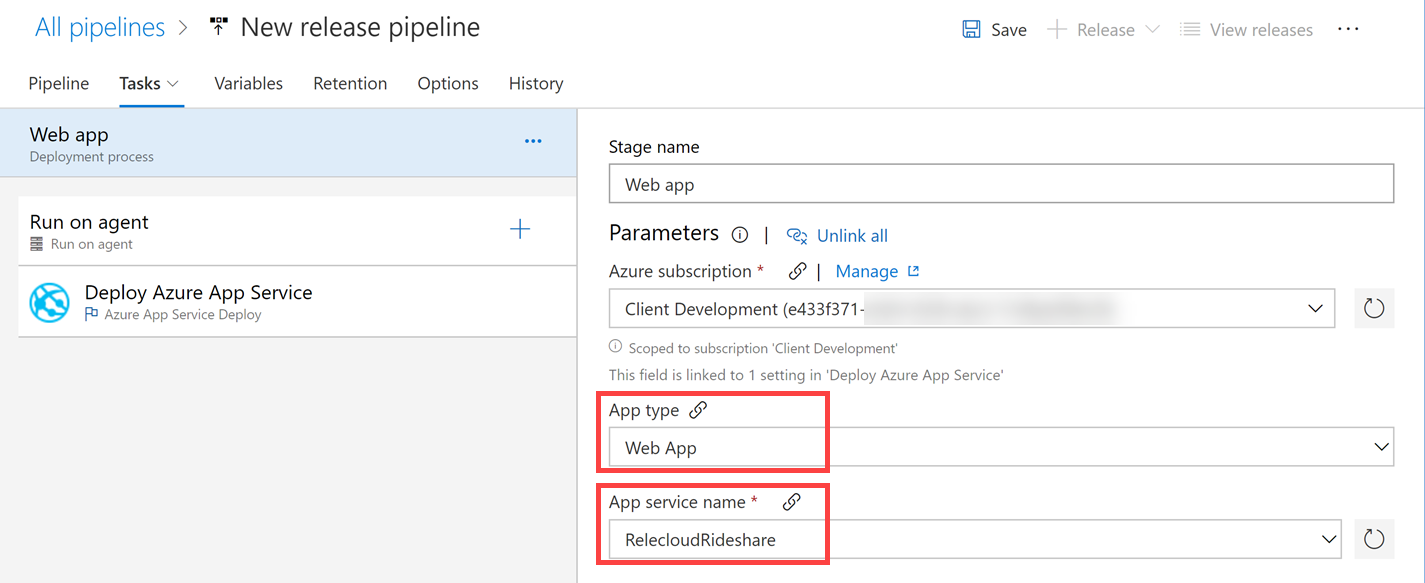 All pipelines > New release pipeline
Save Release View releases ...
Pipeline Tasks Variables Retention Options History
Web app
Deployment process
Run on agent
Run on agent
Deploy Azure App Service
Azure App Service Deploy
Stage name
Web app
Parameters | Unlink all
Azure subscription * | Manage
Client Development (e433f371-
Scoped to subscription 'Client Development'
This field is linked to 1 setting in 'Deploy Azure App Service'
App type
Web App
App service name *
RelecloudRideshare